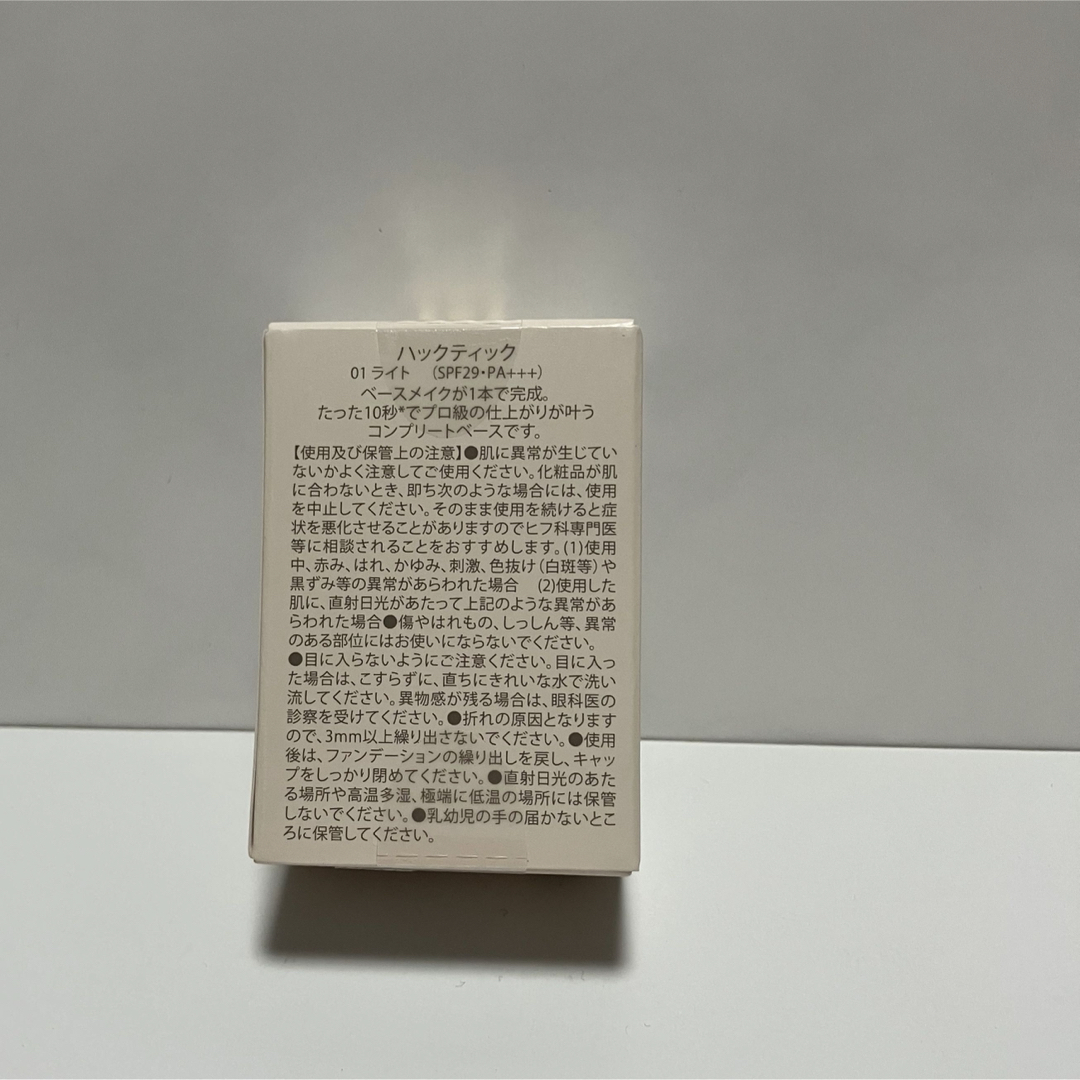 ハックティック
01 ライト （SPF29・PA+++）
ベースメイクが1本で完成。
たった10秒*でプロ級の仕上がりが叶う
コンプリートベースです。
【使用及び保管上の注意】●肌に異常が生じてい
ないかよく注意してご使用ください。化粧品が肌
に合わないとき、即ち次のような場合には、使用
を中止してください。そのまま使用を続けると症
状を悪化させることがありますのでヒフ科専門医
等に相談されることをおすすめします。(1)使用
中、赤み、はれ、かゆみ、刺激、色抜け（白斑等）や
黒ずみ等の異常があらわれた場合 (2)使用した
肌に、直射日光があたって上記のような異常があ
らわれた場合●傷やはれもの、しっしん等、異常
のある部位にはお使いにならないでください。
●目に入らないようにご注意ください。目に入っ
た場合は、こすらずに、直ちにきれいな水で洗い
流してください。異物感が残る場合は、眼科医の
診察を受けてください。●折れの原因となります
ので、3mm以上繰り出さないでください。●使用
後は、ファンデーションの繰り出しを戻し、キャッ
プをしっかり閉めてください。●直射日光のあた
る場所や高温多湿、極端に低温の場所には保管
しないでください。●乳幼児の手の届かないとこ
ろに保管してください。